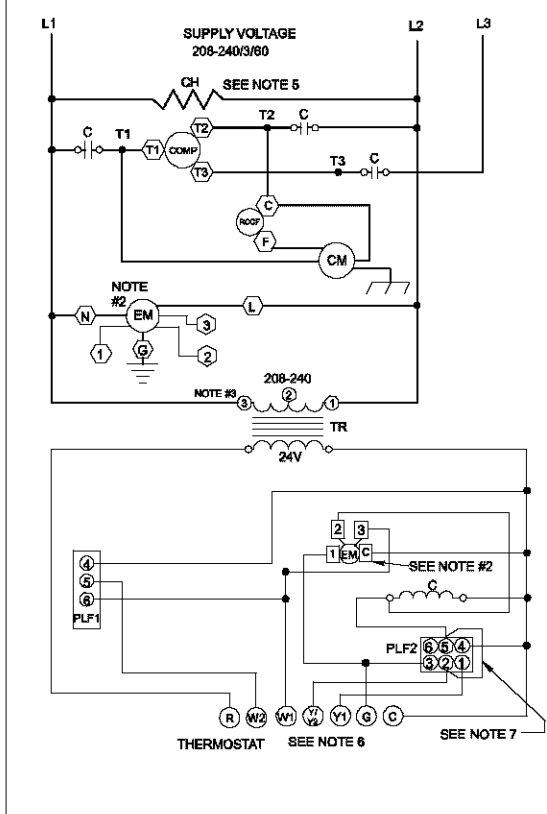 L1
L2
L3
SUPPLY VOLTAGE
208-240/3/60
CH
SEE NOTE 5
C
T1
T2
C
T1
COMP
T2
T3
T3
C
C
RCCF
F
CM
NOTE
#2
N
EM
L
3
1
G
2
208-240
NOTE #3
3
2
1
TR
24V
2
3
1
EM
C
SEE NOTE #2
4
5
6
PLF1
C
PLF2
6
5
4
3
2
1
R
W2
W1
Y/
Y2
Y1
G
C
THERMOSTAT
SEE NOTE 6
SEE NOTE 7